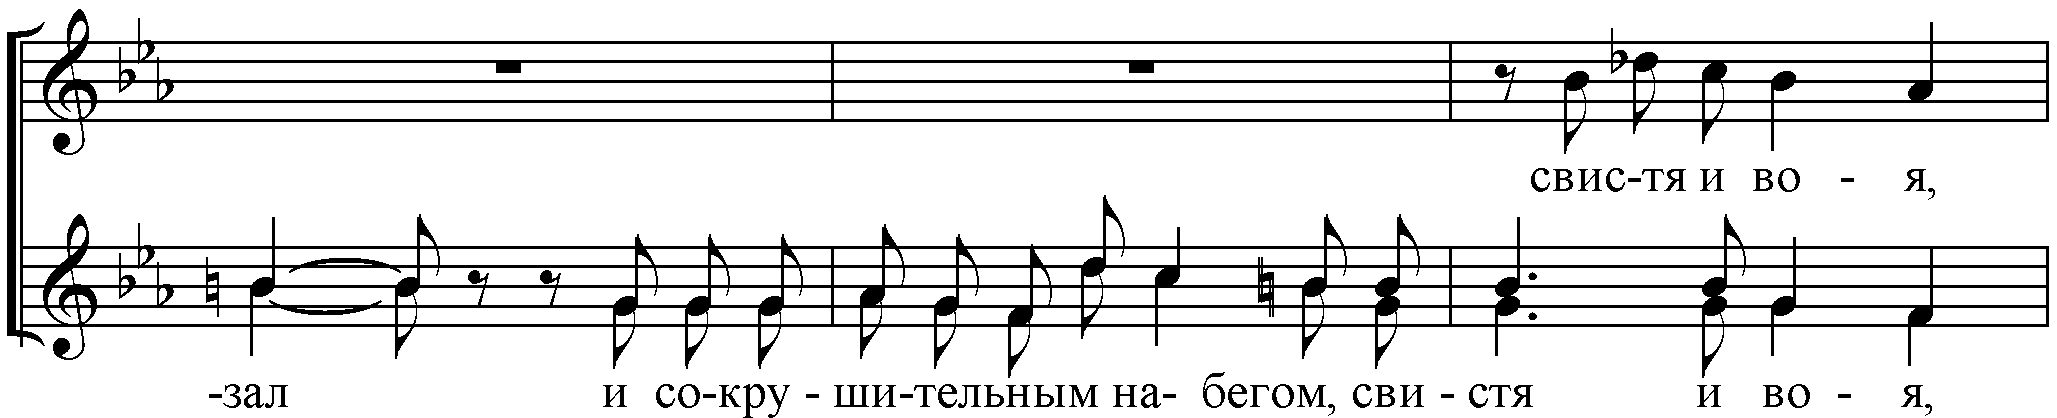 свис-тя и во - я,
-зал и со-кру - ши-тельным на- бегом, сви - стя и во - я,